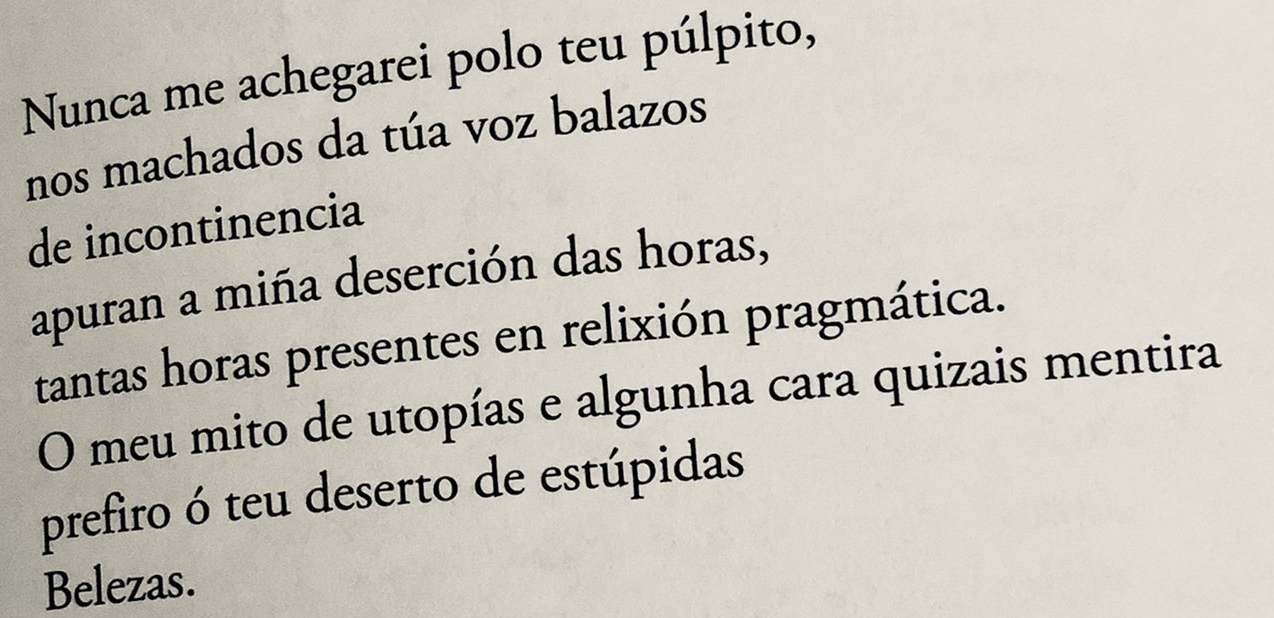 Nunca me achegarei polo teu púlpito,
nos machados da túa voz balazos
de incontinencia
apuran a miña deserción das horas,
tantas horas presentes en relixión pragmática.
O meu mito de utopías e algunha cara quizais mentira
prefiro ó teu deserto de estúpidas
Belezas.